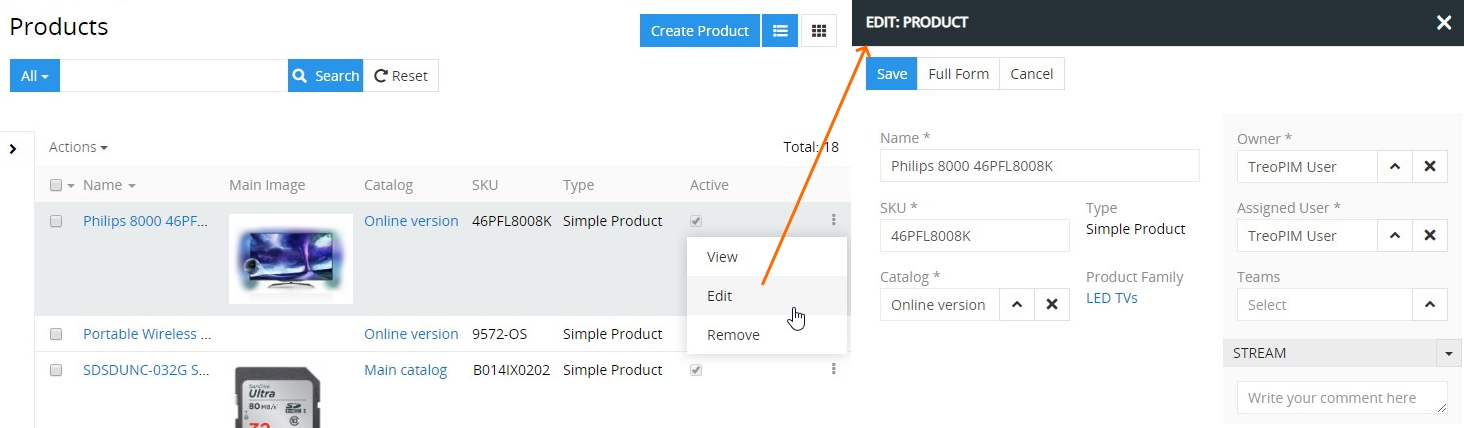 Products
Create Product
All
Search
Reset
Actions
Total: 18
Name Main Image Catalog SKU Type Active
Philips 8000 46PF... Online version 46PFL8008K Simple Product
View
Edit
Remove
Portable Wireless ... Online version 9572-OS Simple Product
SDSDUNC-032G S... Main catalog B014IX0202 Simple Product
SanDisk
Ultra
80 MB/s
EDIT: PRODUCT
Save Full Form Cancel
Name *
Philips 8000 46PFL8008K
SKU *
46PFL8008K
Type
Simple Product
Catalog *
Online version
Product Family
LED TVs
Owner *
TreoPIM User
Assigned User *
TreoPIM User
Teams
Select
STREAM
Write your comment here